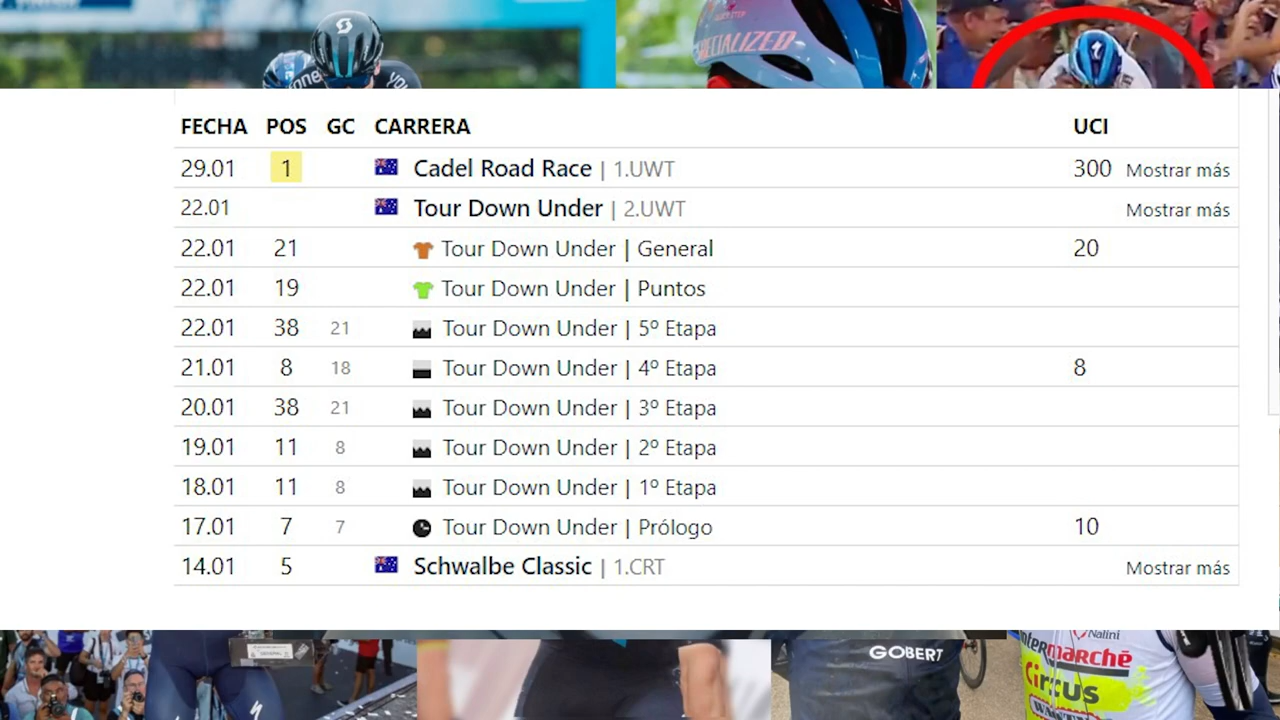 SPECIALIZED
FECHA POS GC CARRERA UCI
29.01 1 Cadel Road Race | 1.UWT 300 Mostrar más
22.01 Tour Down Under | 2.UWT Mostrar más
22.01 21 Tour Down Under | General 20
22.01 19 Tour Down Under | Puntos
22.01 38 21 Tour Down Under | 5º Etapa
21.01 8 18 Tour Down Under | 4º Etapa 8
20.01 38 21 Tour Down Under | 3º Etapa
19.01 11 8 Tour Down Under | 2º Etapa
18.01 11 8 Tour Down Under | 1º Etapa
17.01 7 7 Tour Down Under | Prólogo 10
14.01 5 Schwalbe Classic | 1.CRT Mostrar más
GOBERT
Nalini
intermarché
Circus